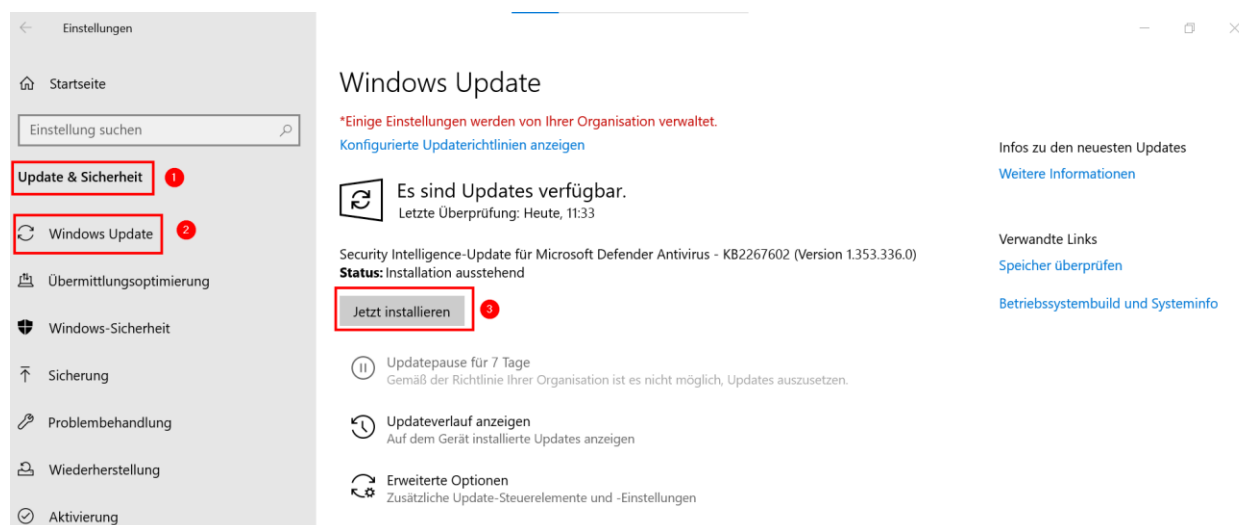 Einstellungen
Startseite
Einstellung suchen
Update & Sicherheit
1
Windows Update
2
Übermittlungsoptimierung
Windows-Sicherheit
Sicherung
Problembehandlung
Wiederherstellung
Aktivierung
Windows Update
*Einige Einstellungen werden von Ihrer Organisation verwaltet.
Konfigurierte Updaterichtlinien anzeigen
Es sind Updates verfügbar.
Letzte Überprüfung: Heute, 11:33
Security Intelligence-Update für Microsoft Defender Antivirus - KB2267602 (Version 1.353.336.0)
Status: Installation ausstehend
Jetzt installieren
3
Updatepause für 7 Tage
Gemäß der Richtlinie Ihrer Organisation ist es nicht möglich, Updates auszusetzen.
Updateverlauf anzeigen
Auf dem Gerät installierte Updates anzeigen
Erweiterte Optionen
Zusätzliche Update-Steuerelemente und -Einstellungen
Infos zu den neuesten Updates
Weitere Informationen
Verwandte Links
Speicher überprüfen
Betriebssystembuild und Systeminfo